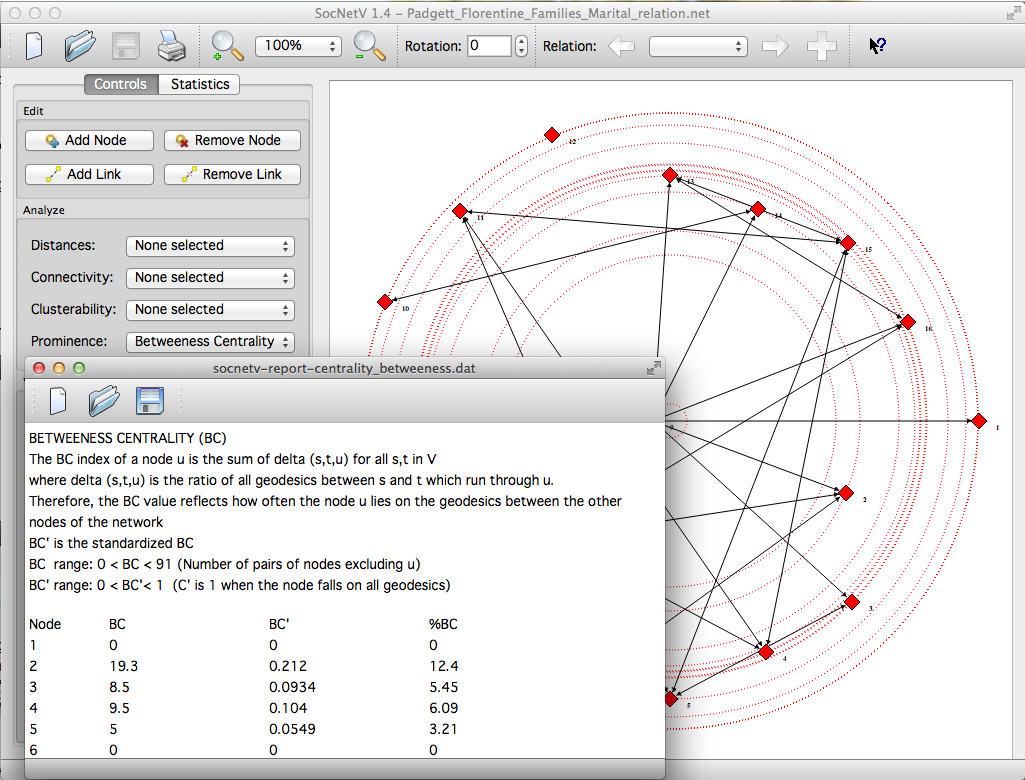 SocNetV 1.4 – Padgett_Florentine_Families_Marital_relation.net
100% Rotation: 0 Relation:
Controls Statistics
Edit
Add Node Remove Node
Add Link Remove Link
Analyze
Distances: None selected
Connectivity: None selected
Clusterability: None selected
Prominence: Betweeness Centrality
12
13
14
11
15
10
16
1
2
3
4
5
socnetv-report-centrality_betweeness.dat
BETWEENESS CENTRALITY (BC)
The BC index of a node u is the sum of delta (s,t,u) for all s,t in V
where delta (s,t,u) is the ratio of all geodesics between s and t which run through u.
Therefore, the BC value reflects how often the node u lies on the geodesics between the other
nodes of the network
BC' is the standardized BC
BC  range: 0 < BC < 91 (Number of pairs of nodes excluding u)
BC' range: 0 < BC'< 1  (C' is 1 when the node falls on all geodesics)
Node BC BC' %BC
1 0 0 0
2 19.3 0.212 12.4
3 8.5 0.0934 5.45
4 9.5 0.104 6.09
5 5 0.0549 3.21
6 0 0 0